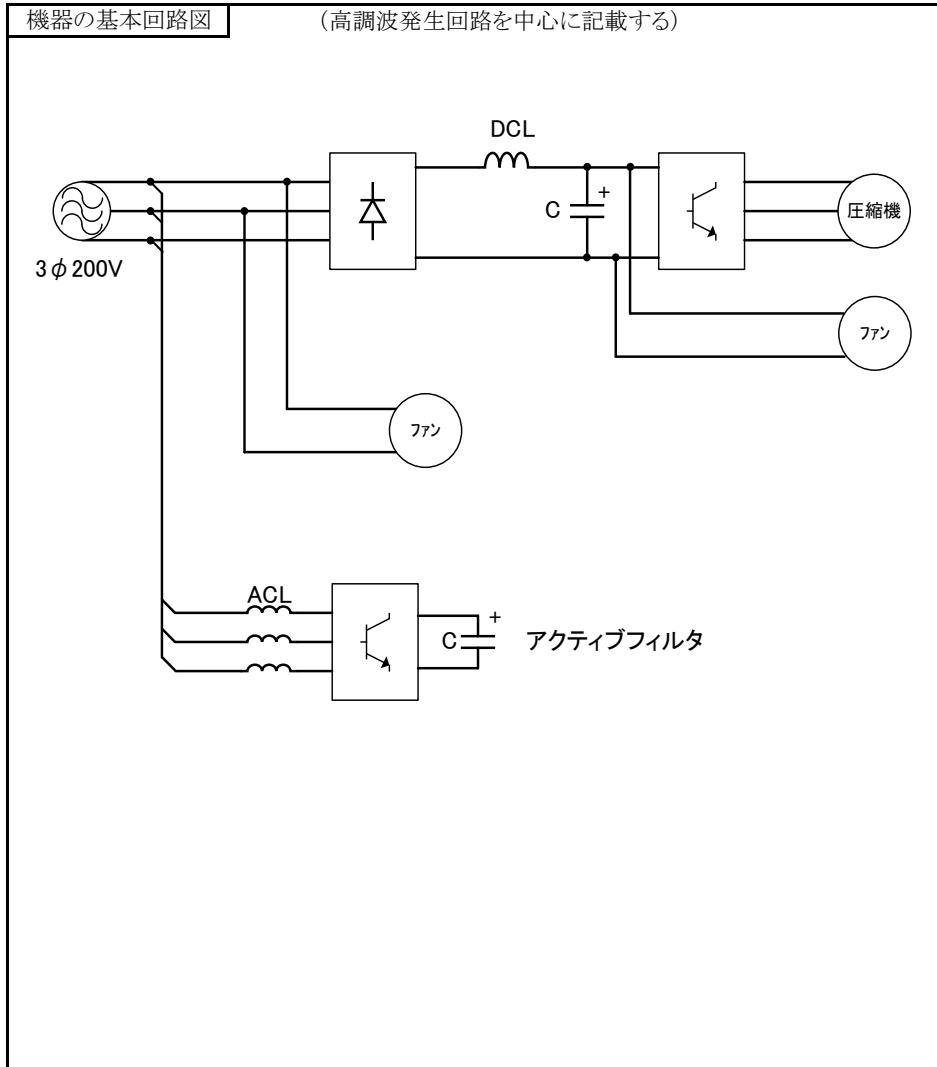 機器の基本回路図
(高調波発生回路を中心に記載する)
DCL
+
C
圧縮機
3φ200V
ファン
ファン
ACL
+
C
アクティブフィルタ